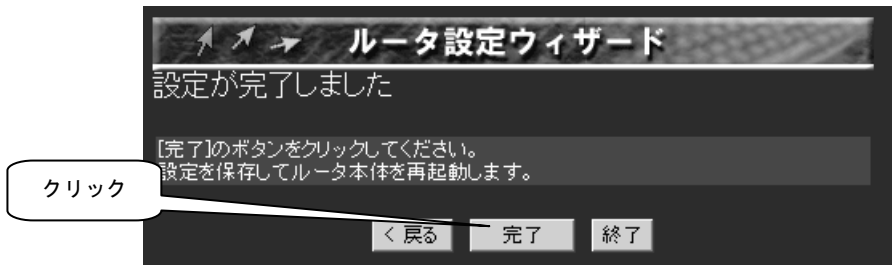 ルータ設定ウィザード
設定が完了しました
[完了]のボタンをクリックしてください。
設定を保存してルータ本体を再起動します。
クリック
< 戻る 完了 終了